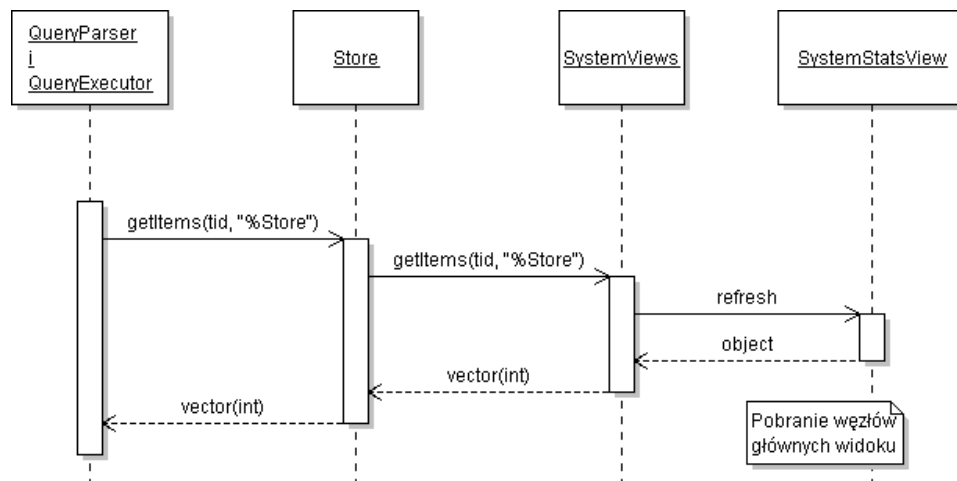 QueryParser
i
QueryExecutor
Store
SystemViews
SystemStatsView
getItems(tid, "%Store")
getItems(tid, "%Store")
refresh
object
vector(int)
vector(int)
Pobranie węzłów
głównych widoku